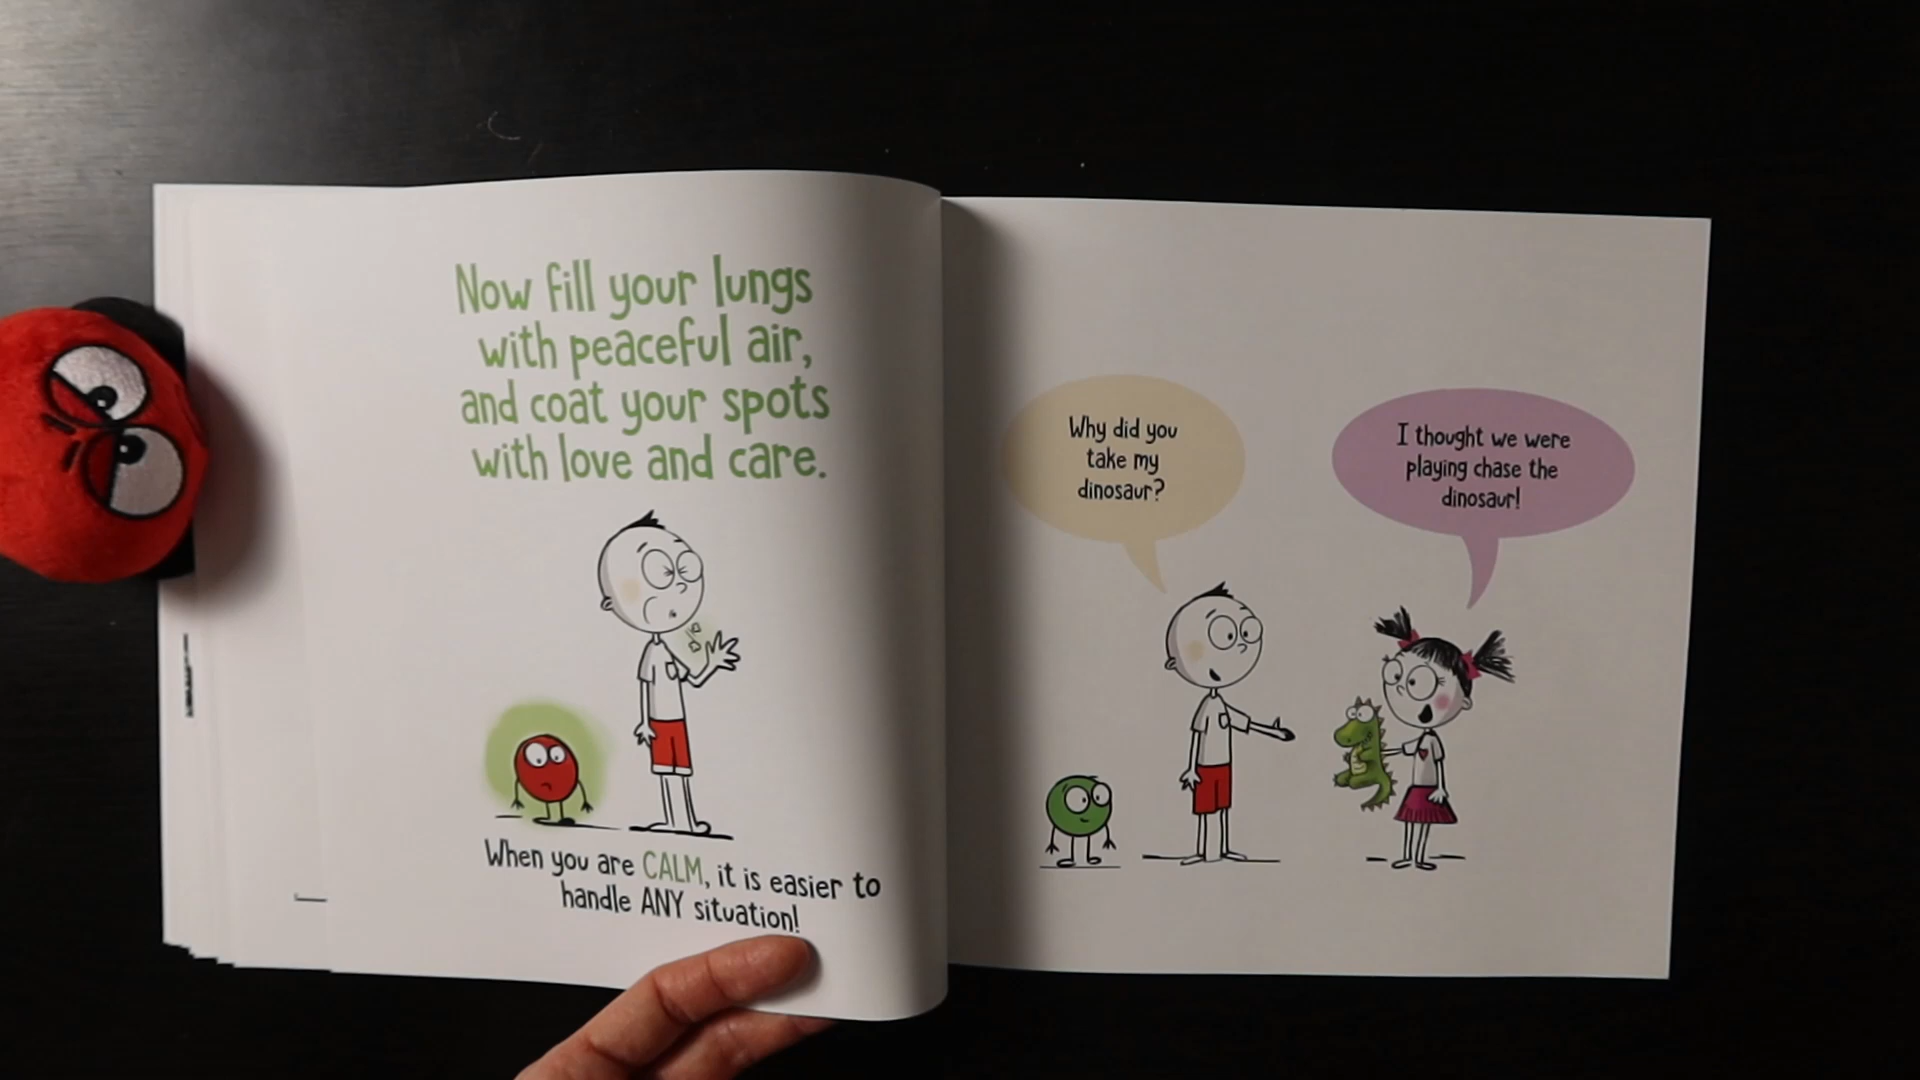 Now fill your lungs
with peaceful air,
and coat your spots
with love and care.
When you are CALM, it is easier to
handle ANY situation!
Why did you
take my
dinosaur?
I thought we were
playing chase the
dinosaur!